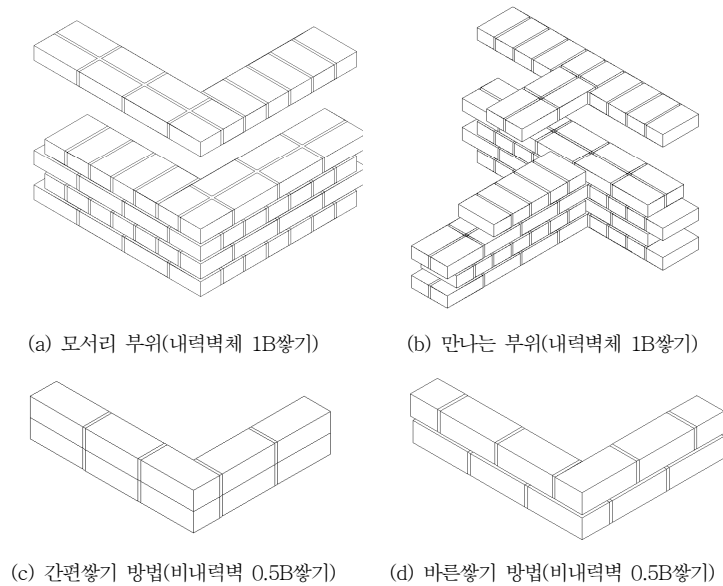 (a) 모서리 부위(내력벽체 1B쌓기)
(b) 만나는 부위(내력벽체 1B쌓기)
(c) 간편쌓기 방법(비내력벽 0.5B쌓기)
(d) 바른쌓기 방법(비내력벽 0.5B쌓기)